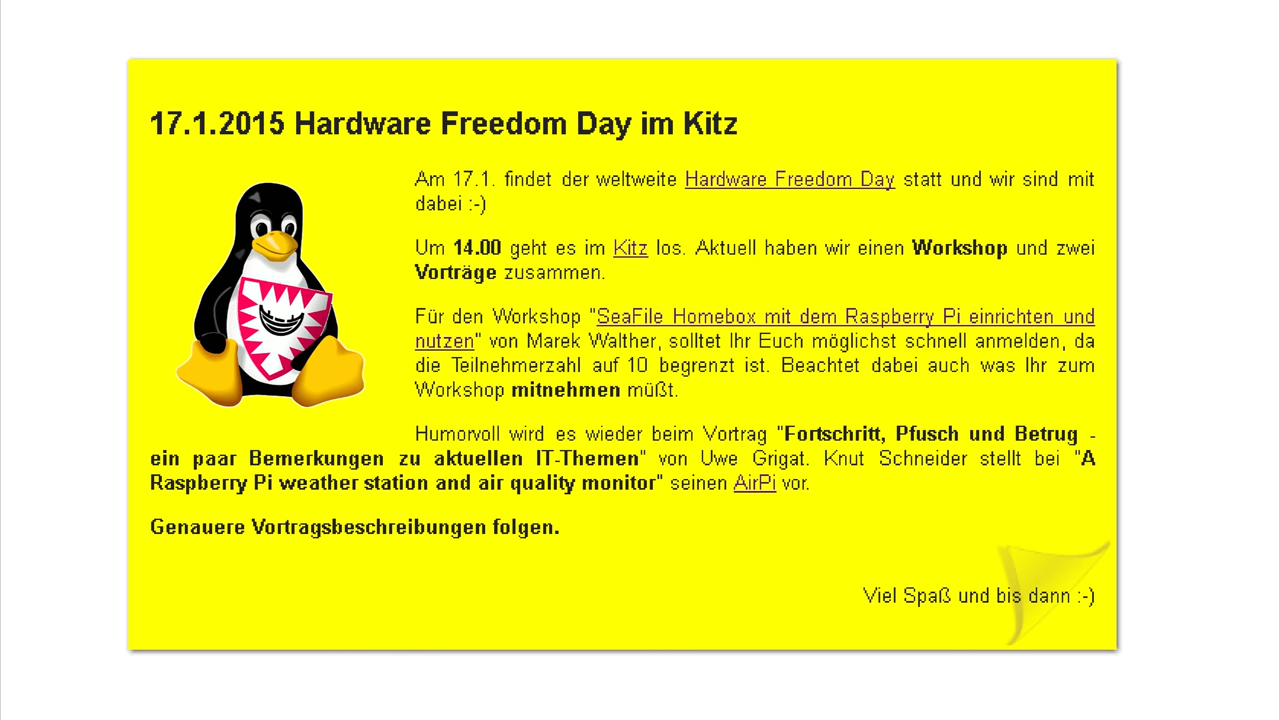 17.1.2015 Hardware Freedom Day im Kitz
Am 17.1. findet der weltweite Hardware Freedom Day statt und wir sind mit
dabei :-)
Um 14.00 geht es im Kitz los. Aktuell haben wir einen Workshop und zwei
Vorträge zusammen.
Für den Workshop "SeaFile Homebox mit dem Raspberry Pi einrichten und
nutzen" von Marek Walther, solltet Ihr Euch möglichst schnell anmelden, da
die Teilnehmerzahl auf 10 begrenzt ist. Beachtet dabei auch was Ihr zum
Workshop mitnehmen müßt.
Humorvoll wird es wieder beim Vortrag "Fortschritt, Pfusch und Betrug -
ein paar Bemerkungen zu aktuellen IT-Themen" von Uwe Grigat. Knut Schneider stellt bei "A
Raspberry Pi weather station and air quality monitor" seinen AirPi vor.
Genauere Vortragsbeschreibungen folgen.
Viel Spaß und bis dann :-)